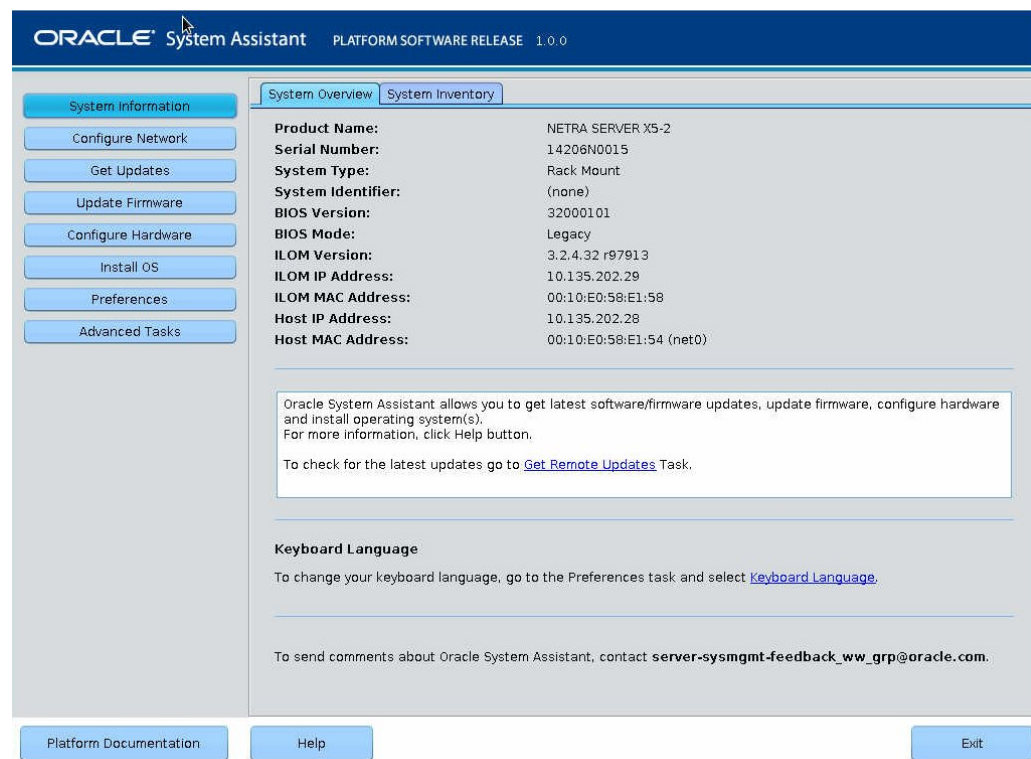 ORACLE® System Assistant PLATFORM SOFTWARE RELEASE 1.0.0
System Information
Configure Network
Get Updates
Update Firmware
Configure Hardware
Install OS
Preferences
Advanced Tasks
System Overview System Inventory
Product Name: NETRA SERVER X5-2
Serial Number: 14206N0015
System Type: Rack Mount
System Identifier: (none)
BIOS Version: 32000101
BIOS Mode: Legacy
ILOM Version: 3.2.4.32 r97913
ILOM IP Address: 10.135.202.29
ILOM MAC Address: 00:10:E0:58:E1:58
Host IP Address: 10.135.202.28
Host MAC Address: 00:10:E0:58:E1:54 (net0)
Oracle System Assistant allows you to get latest software/firmware updates, update firmware, configure hardware
and install operating system(s).
For more information, click Help button.
To check for the latest updates go to Get Remote Updates Task.
Keyboard Language
To change your keyboard language, go to the Preferences task and select Keyboard Language.
To send comments about Oracle System Assistant, contact server-sysmgmt-feedback_ww_grp@oracle.com.
Platform Documentation Help Exit